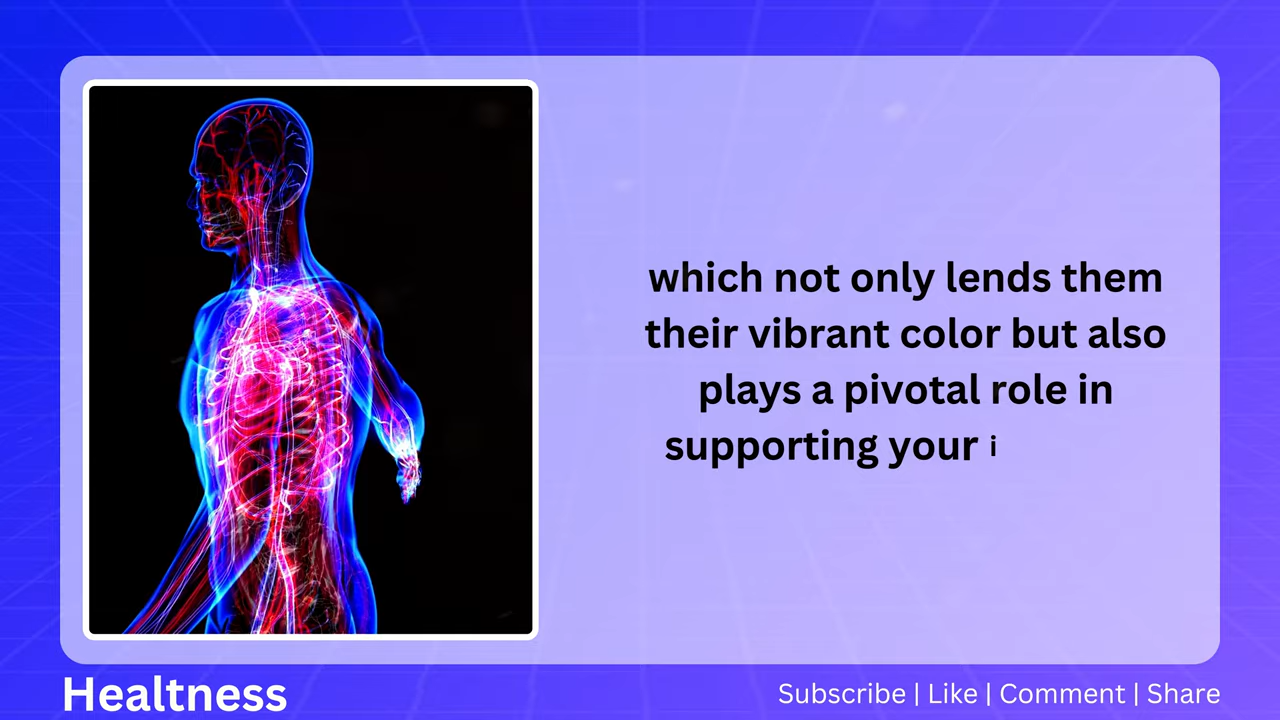 which not only lends them
their vibrant color but also
plays a pivotal role in
supporting your i
Healtness
Subscribe | Like | Comment | Share